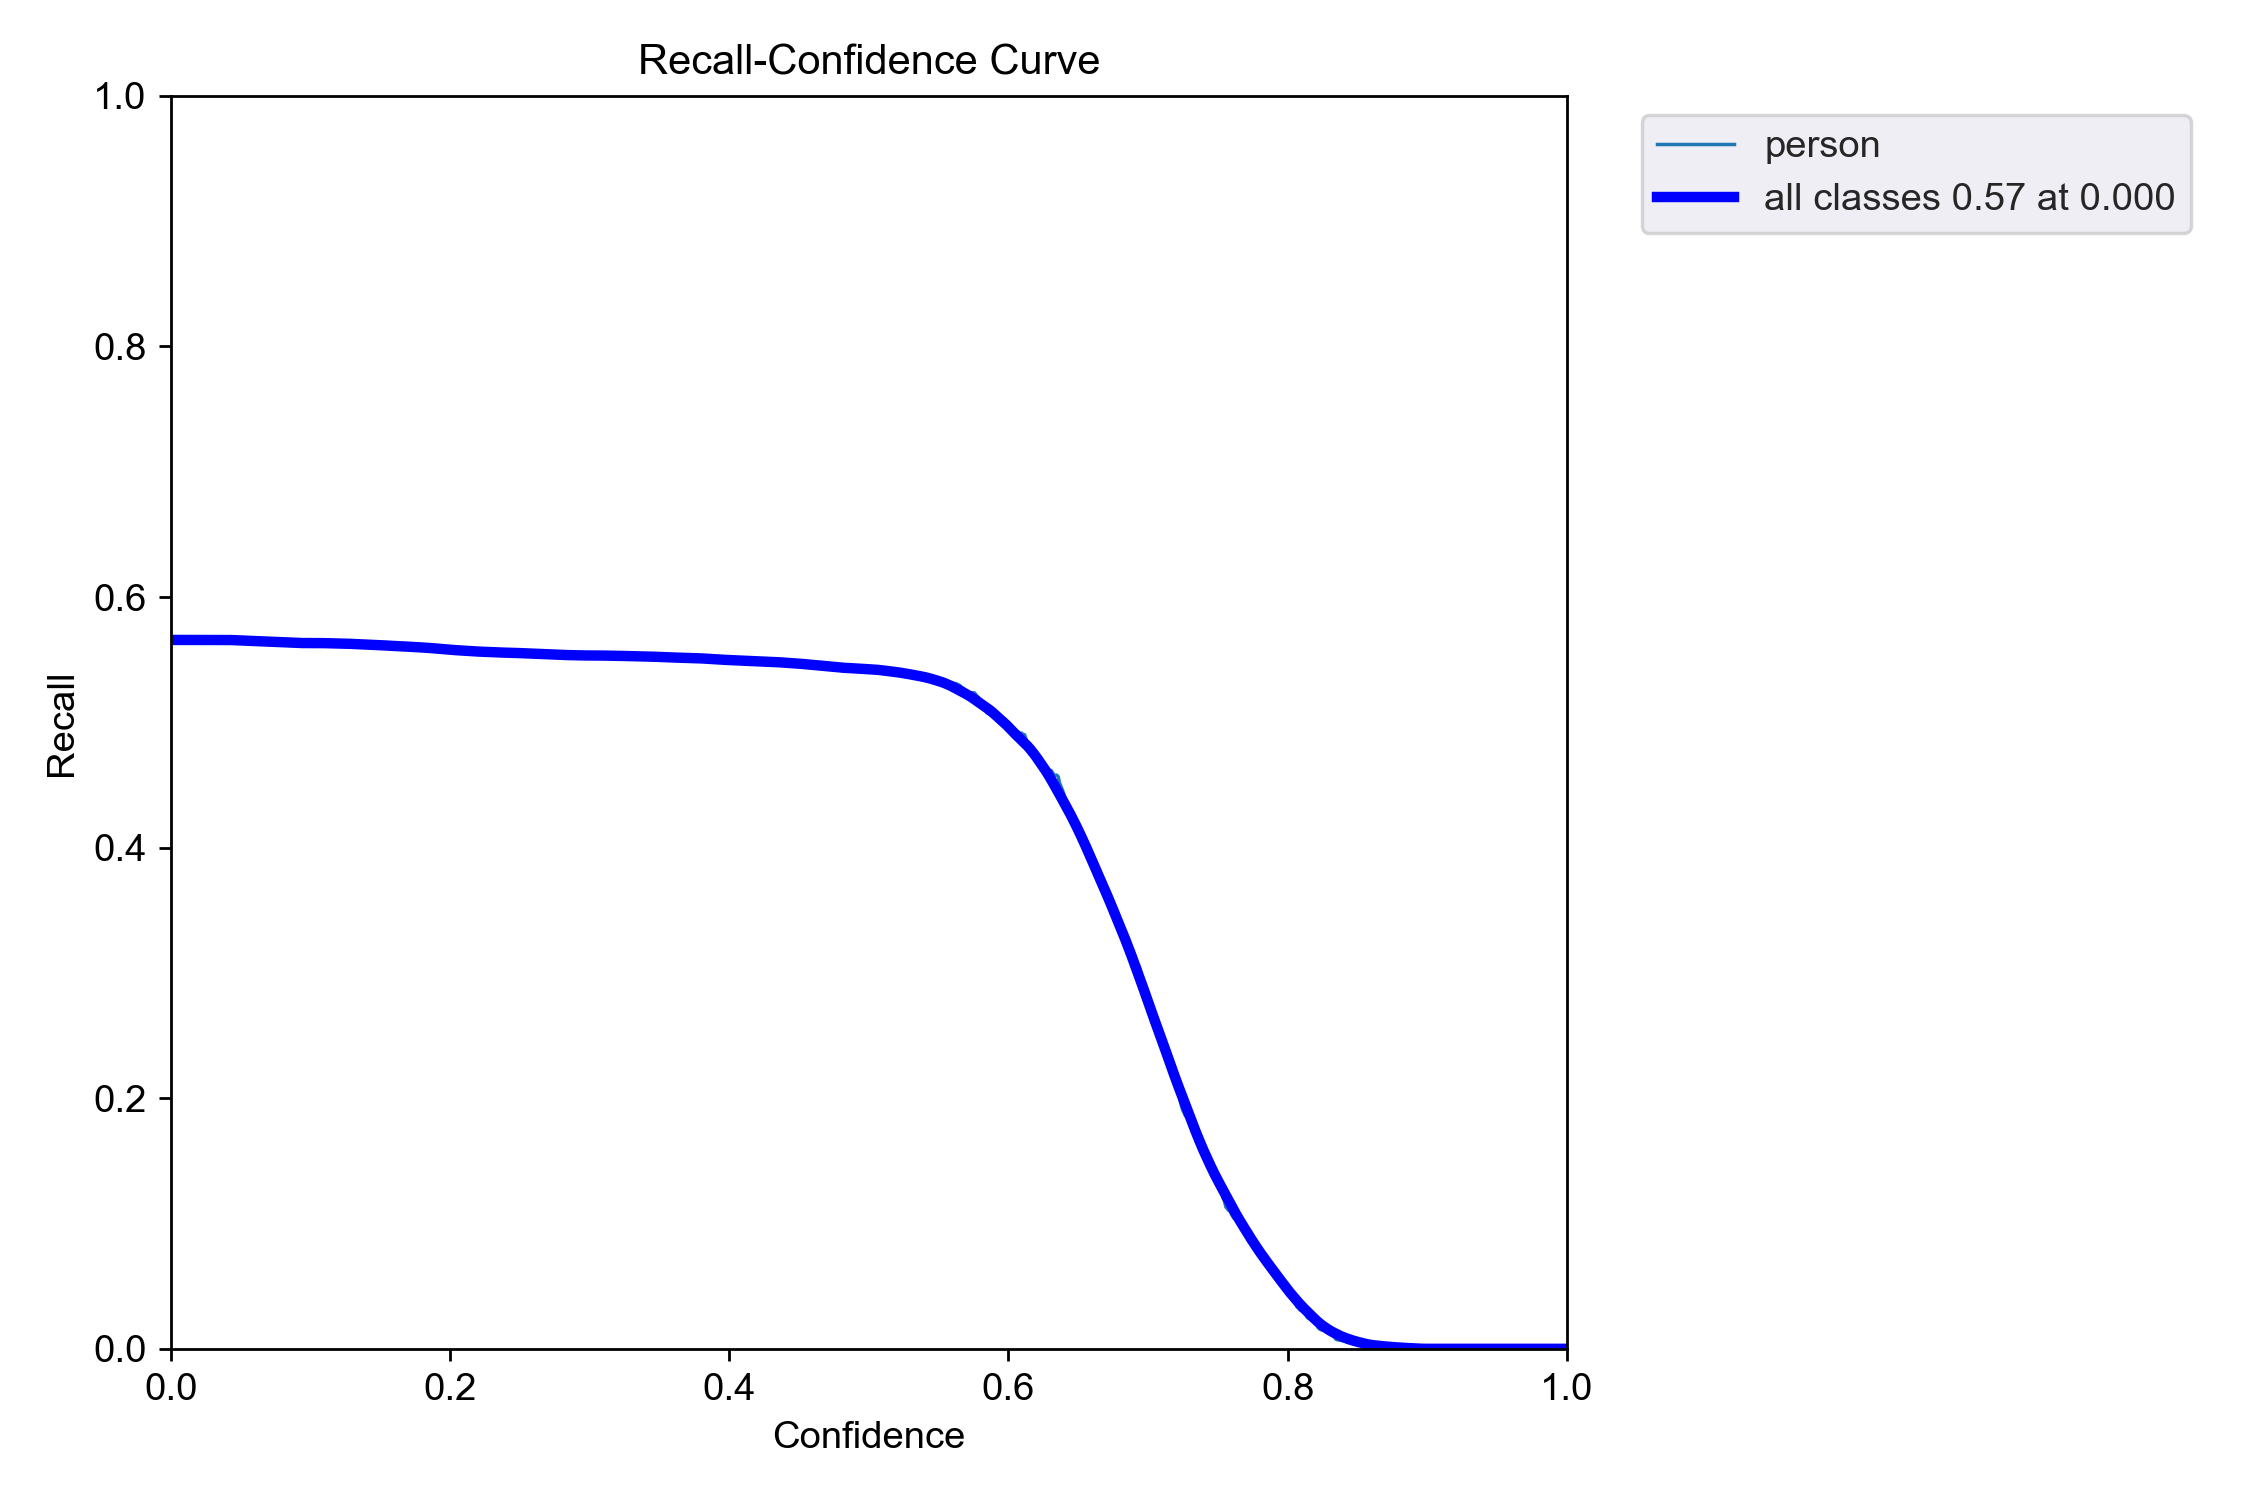 Recall-Confidence Curve
person
all classes 0.57 at 0.000
1.0
0.8
0.6
0.4
0.2
0.0
Recall
0.0 0.2 0.4 0.6 0.8 1.0
Confidence